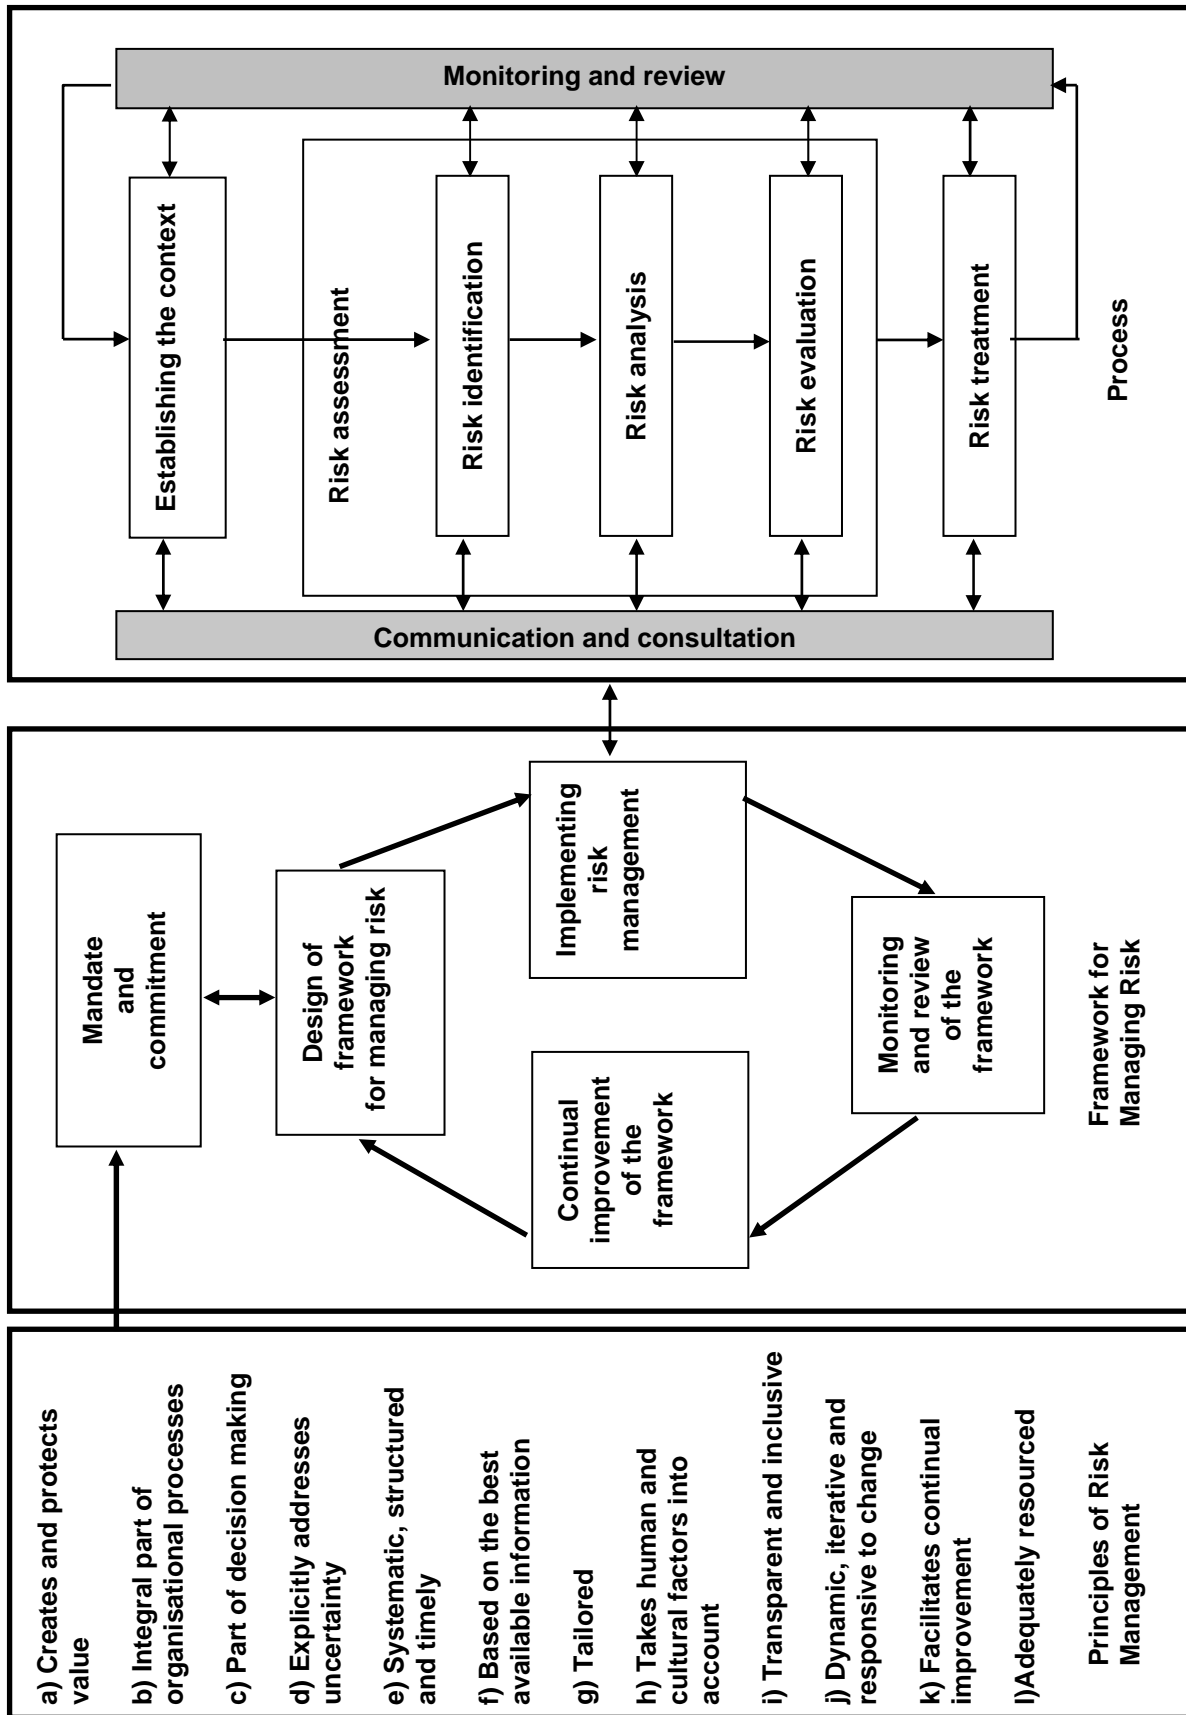 a) Creates and protects
value
b) Integral part of
organisational processes
c) Part of decision making
d) Explicitly addresses
uncertainty
e) Systematic, structured
and timely
f) Based on the best
available information
g) Tailored
h) Takes human and
cultural factors into
account
i) Transparent and inclusive
j) Dynamic, iterative and
responsive to change
k) Facilitates continual
improvement
l)Adequately resourced
Principles of Risk
Management
Mandate
and
commitment
Design of
framework
for managing risk
Continual
improvement
of the
framework
Implementing
risk
management
Monitoring
and review
of the
framework
Framework for
Managing Risk
Communication and consultation
Establishing the context
Risk assessment
Risk identification
Risk analysis
Risk evaluation
Risk treatment
Monitoring and review
Process